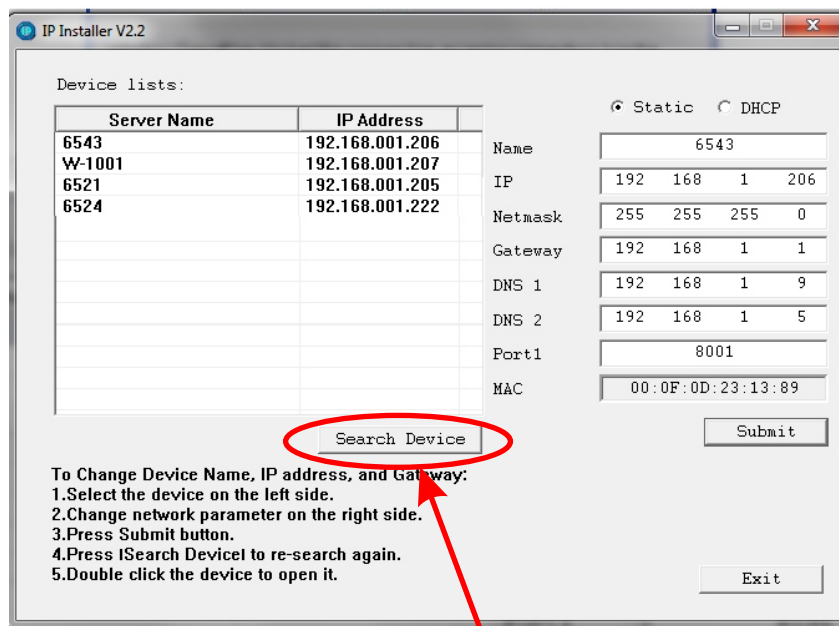 IP Installer V2.2
Device lists:
Server Name IP Address
6543 192.168.001.206
W-1001 192.168.001.207
6521 192.168.001.205
6524 192.168.001.222
Search Device
To Change Device Name, IP address, and Gateway:
1.Select the device on the left side.
2.Change network parameter on the right side.
3.Press Submit button.
4.Press |Search Device| to re-search again.
5.Double click the device to open it.
Static DHCP
Name 6543
IP 192 168 1 206
Netmask 255 255 255 0
Gateway 192 168 1 1
DNS 1 192 168 1 9
DNS 2 192 168 1 5
Port1 8001
MAC 00:0F:0D:23:13:89
Submit
Exit